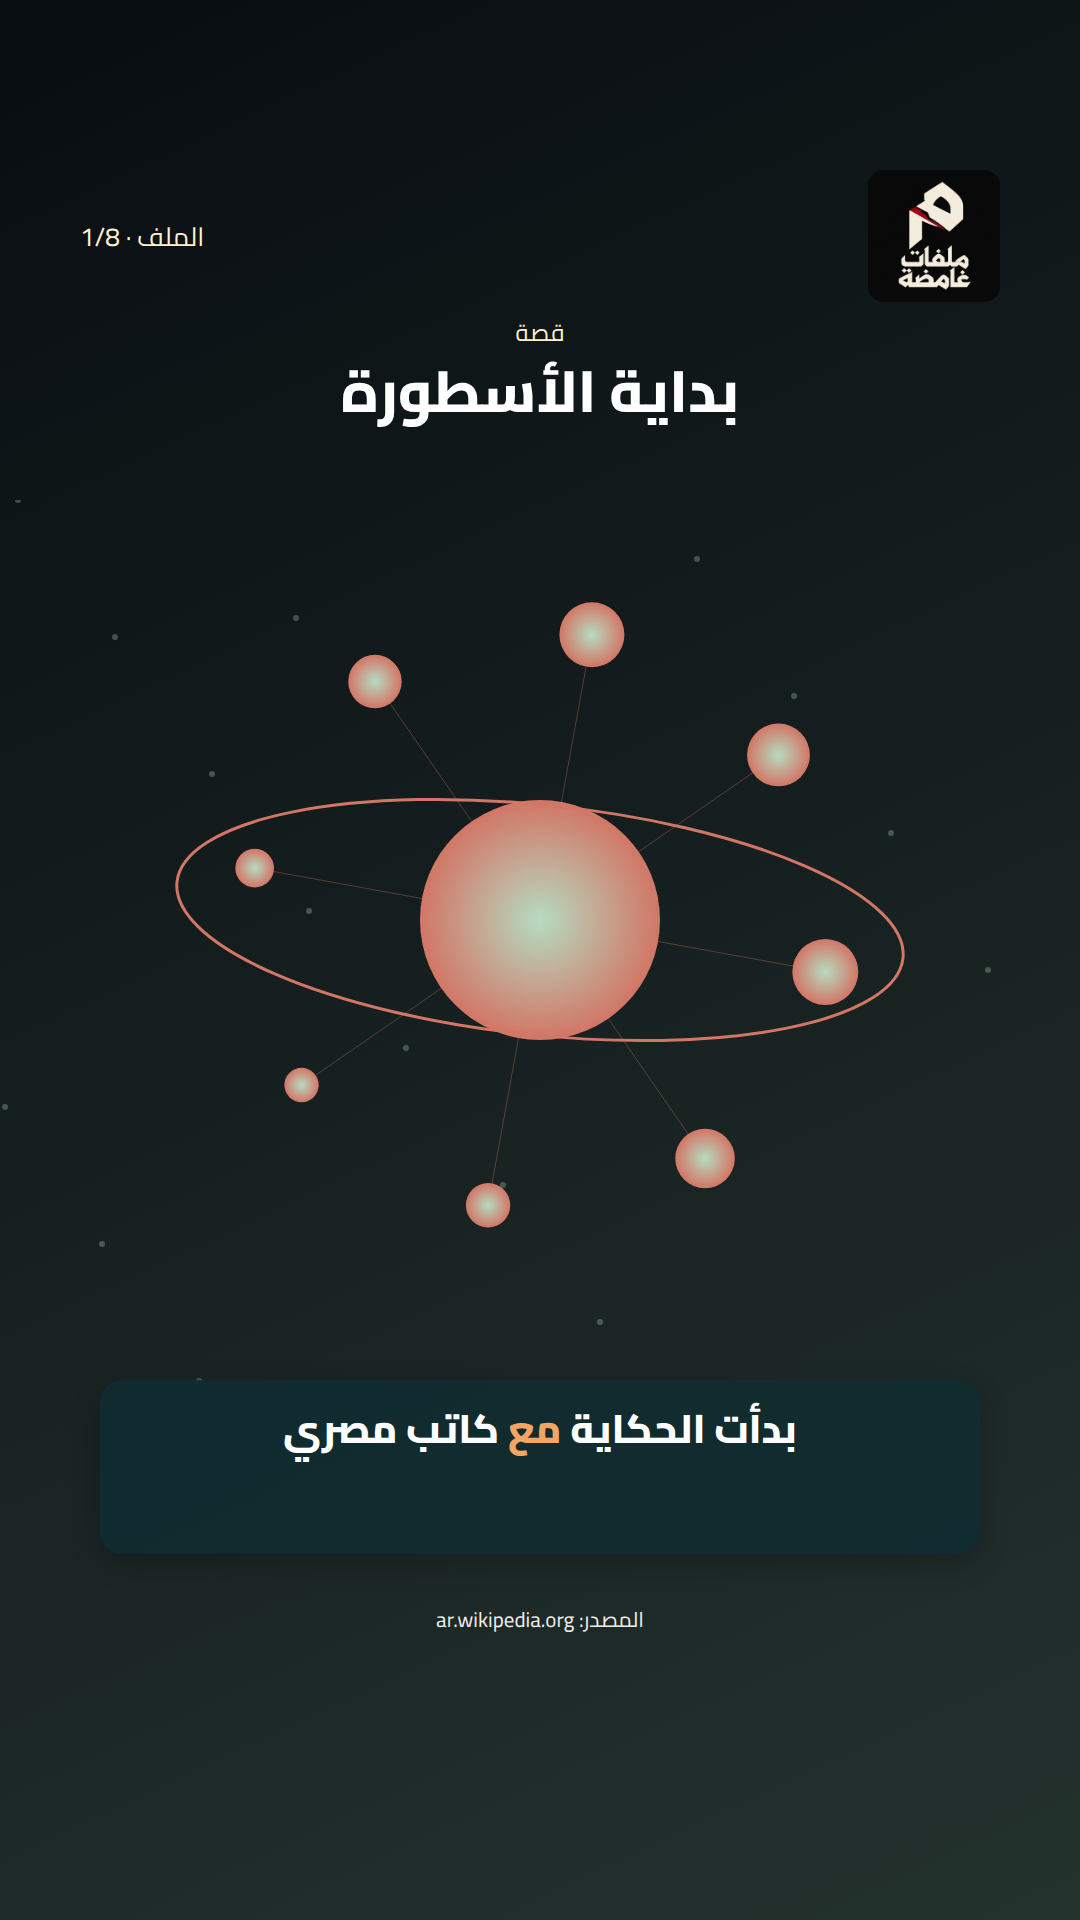 ملفات
غامضة
الملف · 1/8
قصة
بداية الأسطورة
بدأت الحكاية مع كاتب مصري
المصدر: ar.wikipedia.org